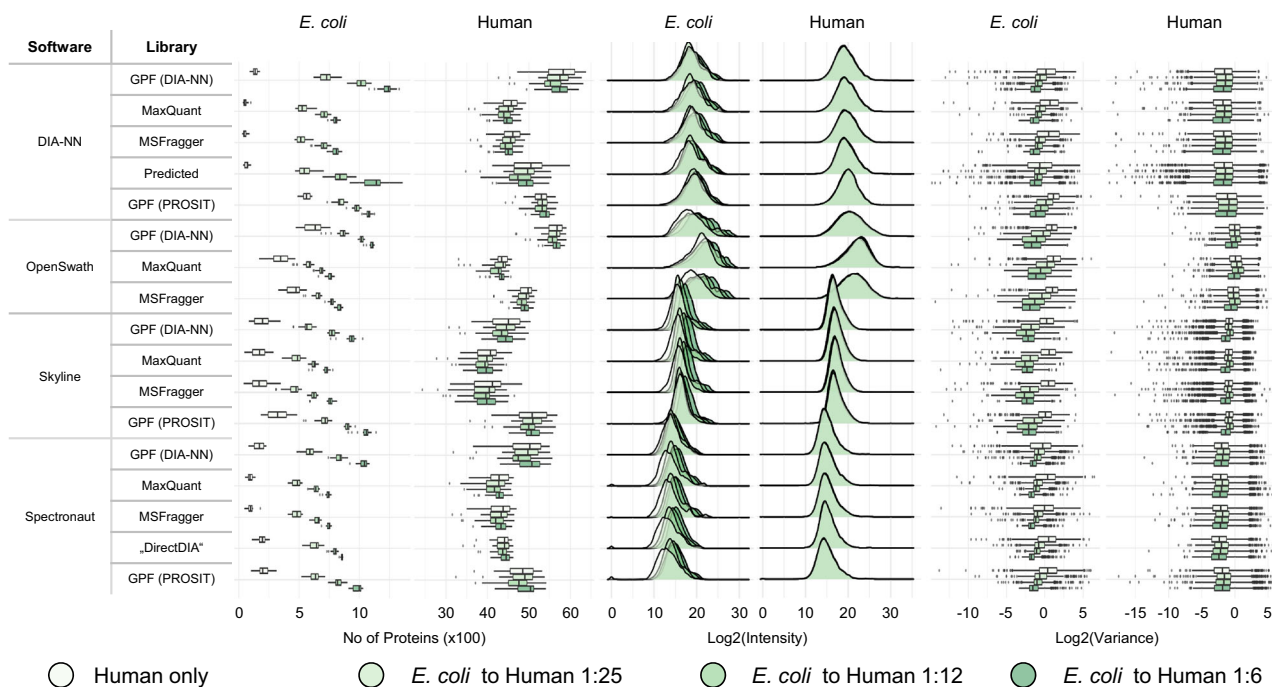 E. coli Human E. coli Human E. coli Human
Software Library
GPF (DIA-NN)
MaxQuant
DIA-NN MSFragger
Predicted
GPF (PROSIT)
GPF (DIA-NN)
OpenSwath MaxQuant
MSFragger
GPF (DIA-NN)
MaxQuant
Skyline
MSFragger
GPF (PROSIT)
GPF (DIA-NN)
MaxQuant
Spectronaut MSFragger
„DirectDIA“
GPF (PROSIT)
0 5 10 30 40 50 60 0 10 20 30 0 10 20 30 -10 -5 0 5 -15 -10 -5 0 5
No of Proteins (x100) Log2(Intensity) Log2(Variance)
Human only E. coli to Human 1:25 E. coli to Human 1:12 E. coli to Human 1:6